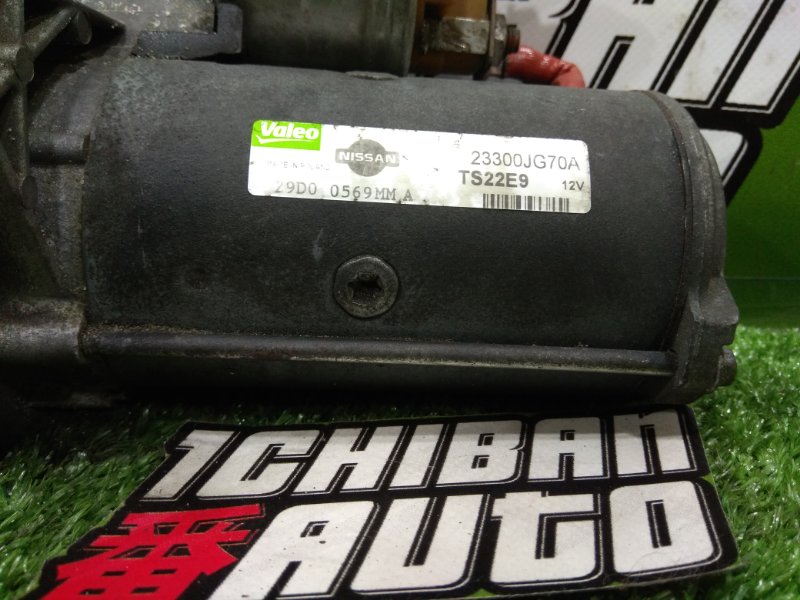 Valeo
NISSAN
23300JG70A
TS22E9
12V
29D0 0569MM A
1CHIBAN
番 AUTO